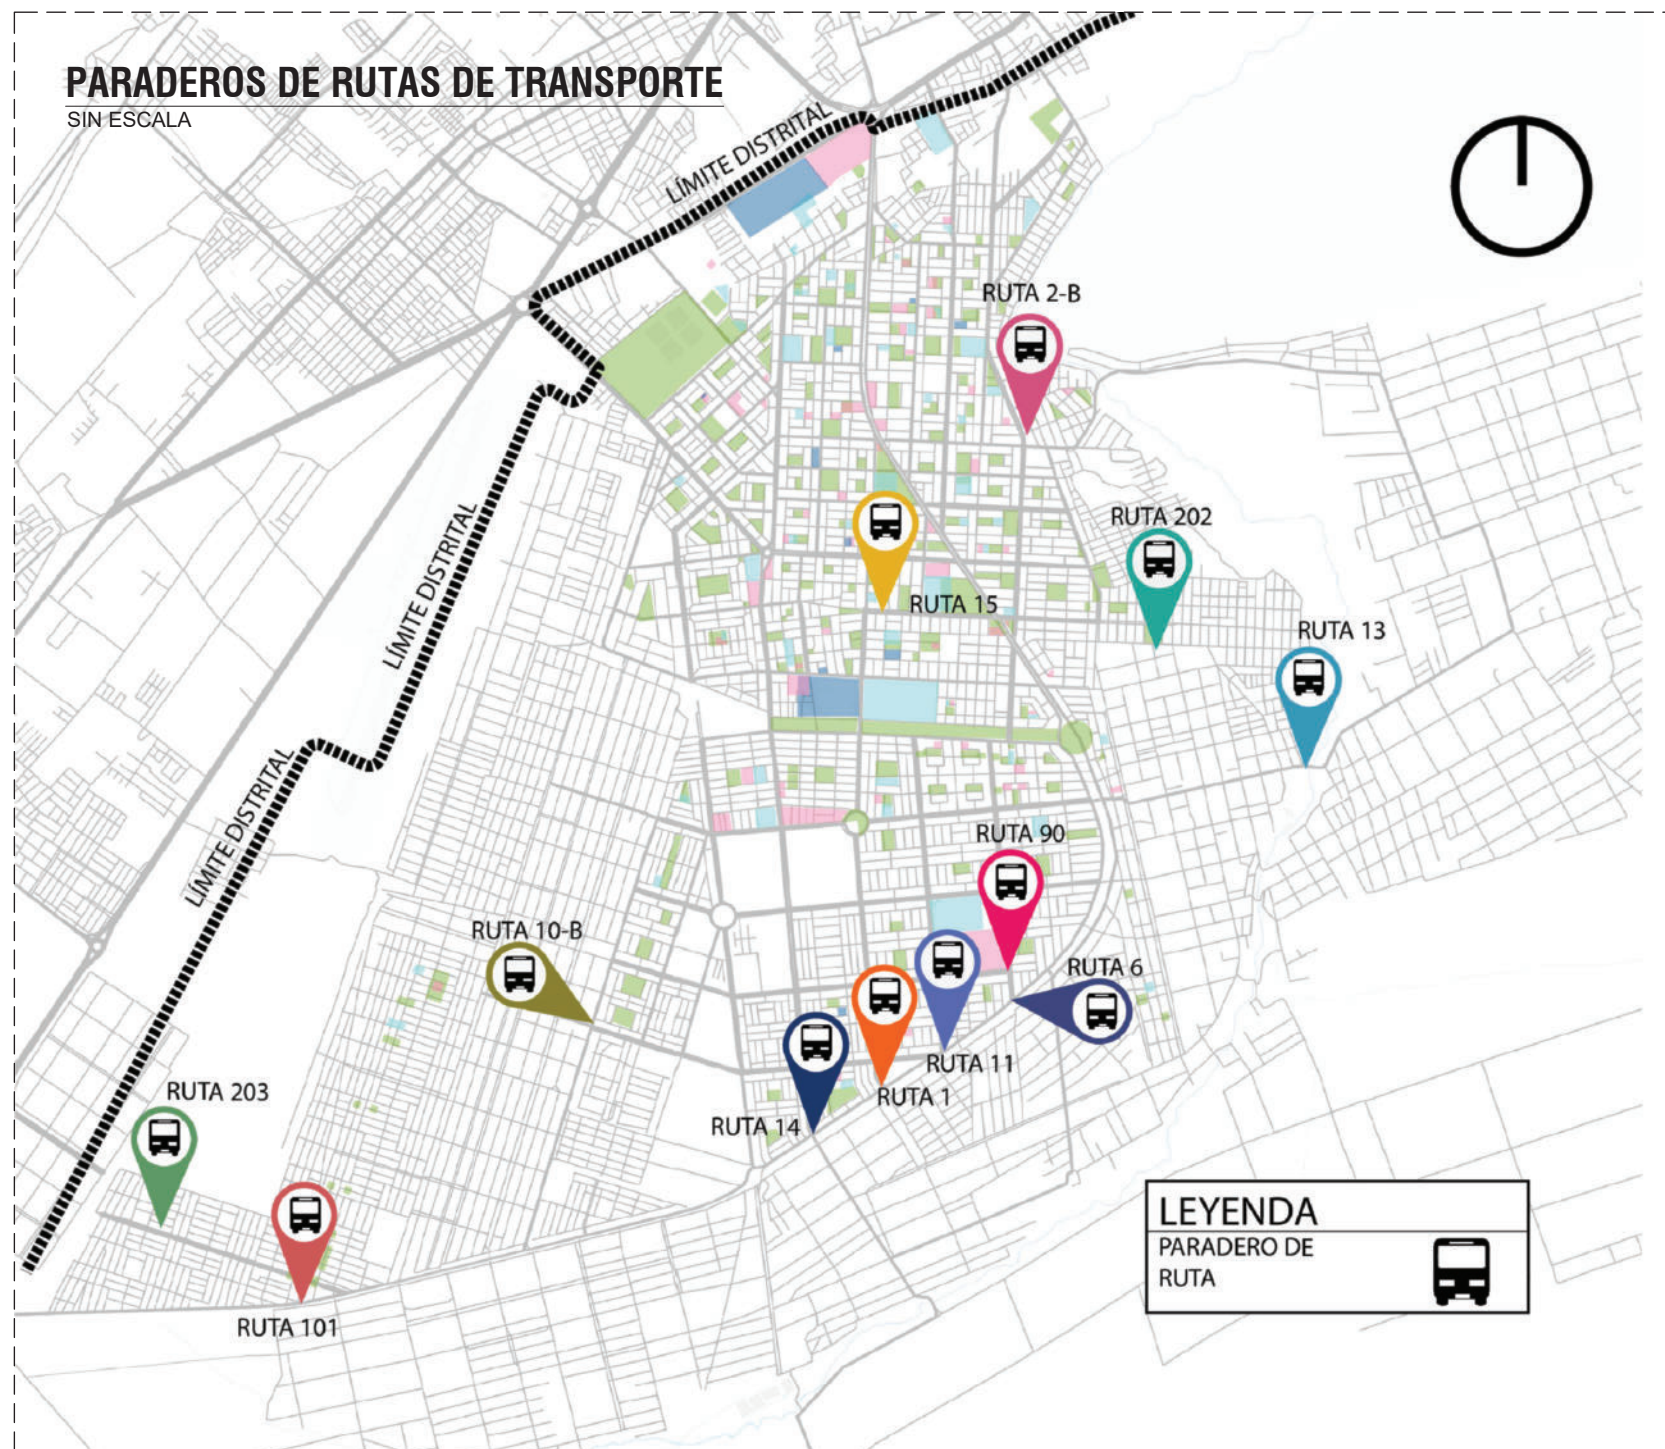 PARADEROS DE RUTAS DE TRANSPORTE
SIN ESCALA
LÍMITE DISTRITAL
RUTA 2-B
LÍMITE DISTRITAL
RUTA 202
RUTA 15
RUTA 13
LÍMITE DISTRITAL
RUTA 90
RUTA 10-B
RUTA 6
RUTA 11
RUTA 203
RUTA 1
RUTA 14
LEYENDA
PARADERO DE
RUTA
RUTA 101